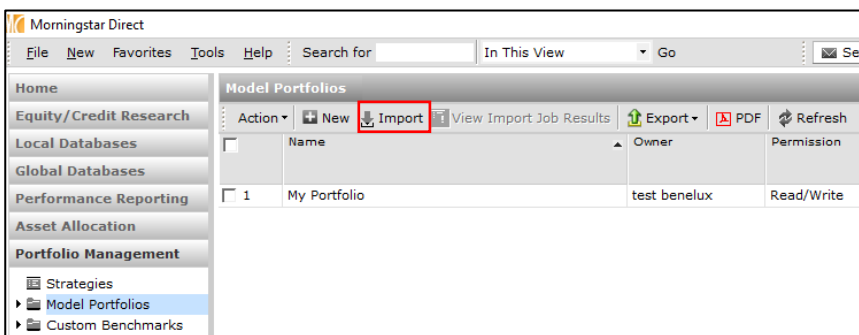 Morningstar Direct
File New Favorites Tools Help Search for In This View Go Se
Home
Equity/Credit Research
Local Databases
Global Databases
Performance Reporting
Asset Allocation
Portfolio Management
Strategies
Model Portfolios
Custom Benchmarks
Model Portfolios
Action New Import View Import Job Results Export PDF Refresh
Name Owner Permission
1 My Portfolio test benelux Read/Write